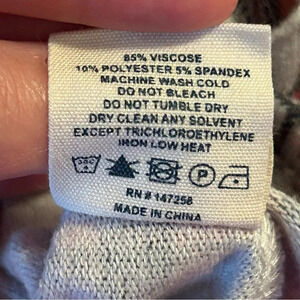 85% VISCOSE
10% POLYESTER 5% SPANDEX
MACHINE WASH COLD
DO NOT BLEACH
DO NOT TUMBLE DRY
DRY CLEAN ANY SOLVENT
EXCEPT TRICHLOROETHYLENE
IRON LOW HEAT
P
RN # 147258
MADE IN CHINA